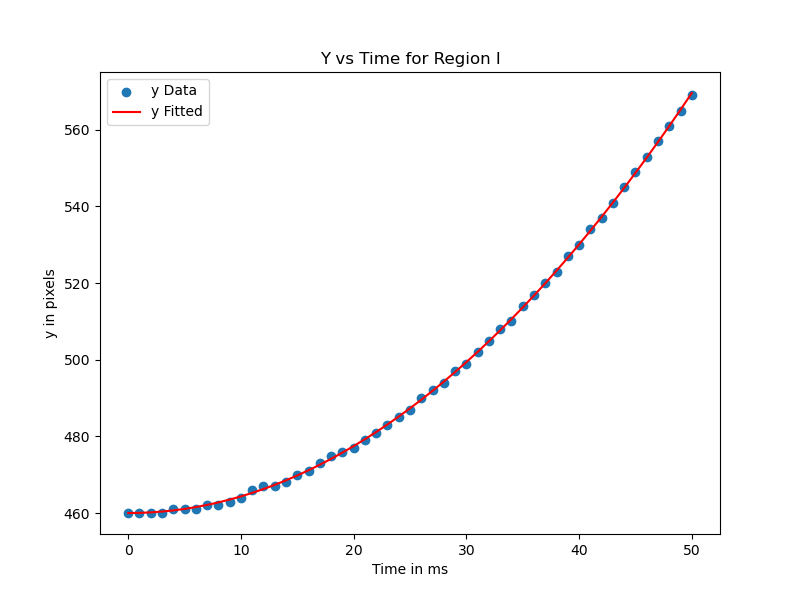 Y vs Time for Region I
y Data
y Fitted
560
540
520
500
480
460
y in pixels
0 10 20 30 40 50
Time in ms